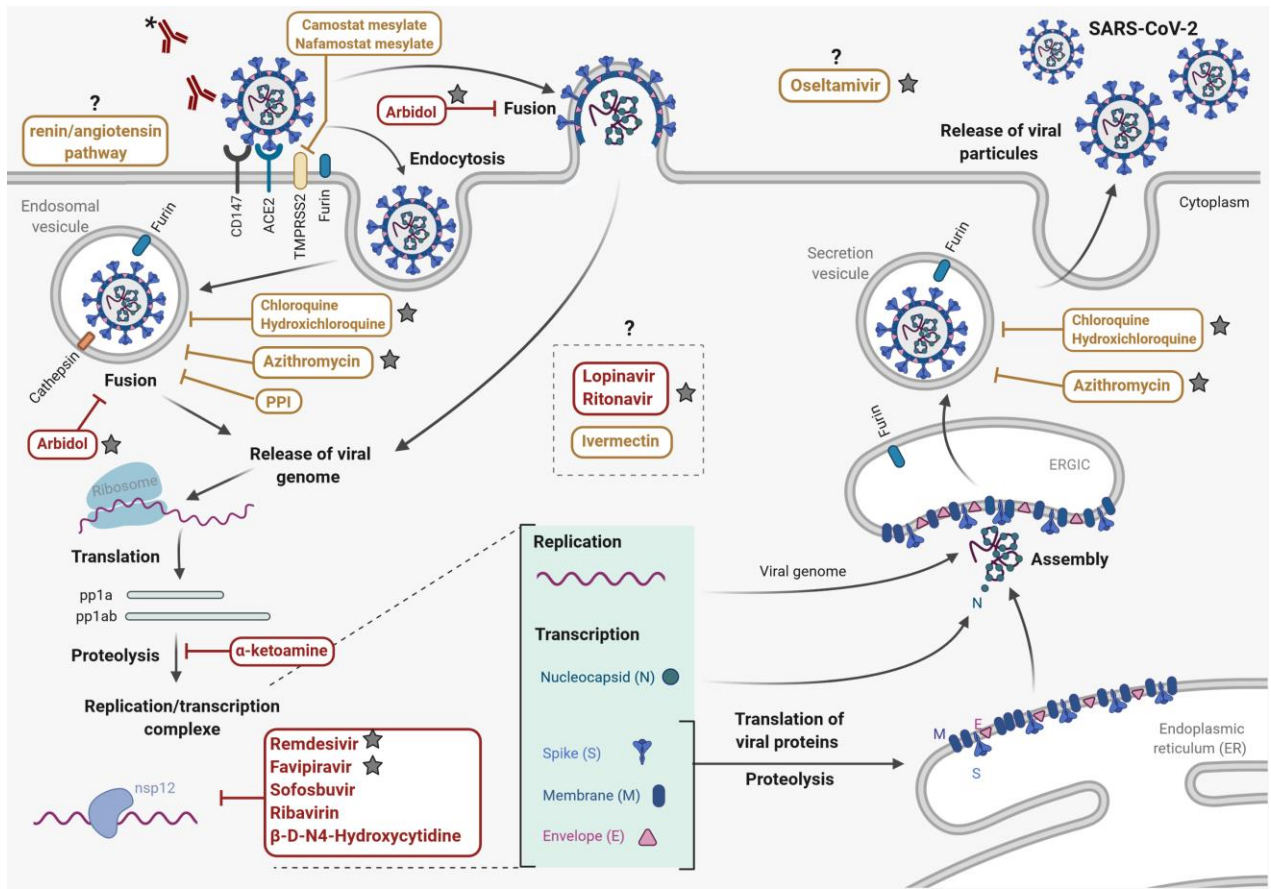 *
Camostat mesylate
Nafamostat mesylate
?
renin/angiotensin
pathway
Arbidol
Fusion
Endocytosis
?
Oseltamivir
SARS-CoV-2
Release of viral
particules
Cytoplasm
CD147
ACE2
TMPRSS2
Furin
Endosomal
vesicule
Furin
Cathepsin
Fusion
Chloroquine
Hydroxichloroquine
Azithromycin
PPI
Arbidol
Release of viral
genome
?
Lopinavir
Ritonavir
Ivermectin
Secretion
vesicule
Furin
Chloroquine
Hydroxichloroquine
Azithromycin
Furin
ERGIC
Assembly
N
Ribosome
Translation
pp1a
pp1ab
Proteolysis
α-ketoamine
Replication/transcription
complexe
nsp12
Remdesivir
Favipiravir
Sofosbuvir
Ribavirin
β-D-N4-Hydroxycytidine
Replication
Viral genome
Transcription
Nucleocapsid (N)
Spike (S)
Membrane (M)
Envelope (E)
Translation of
viral proteins
Proteolysis
M
E
S
Endoplasmic
reticulum (ER)